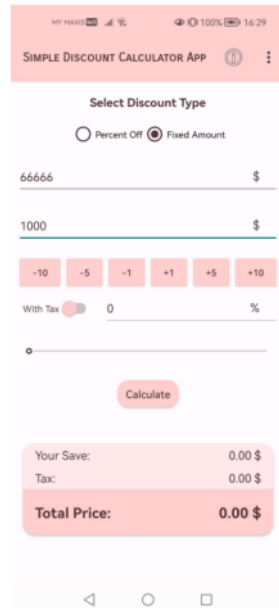 MY MAXIS 100% 16:29
SIMPLE DISCOUNT CALCULATOR APP
Select Discount Type
Percent Off Fixed Amount
66666 $
1000 $
-10 -5 -1 +1 +5 +10
With Tax 0 %
Calculate
Your Save: 0.00 $
Tax: 0.00 $
Total Price: 0.00 $